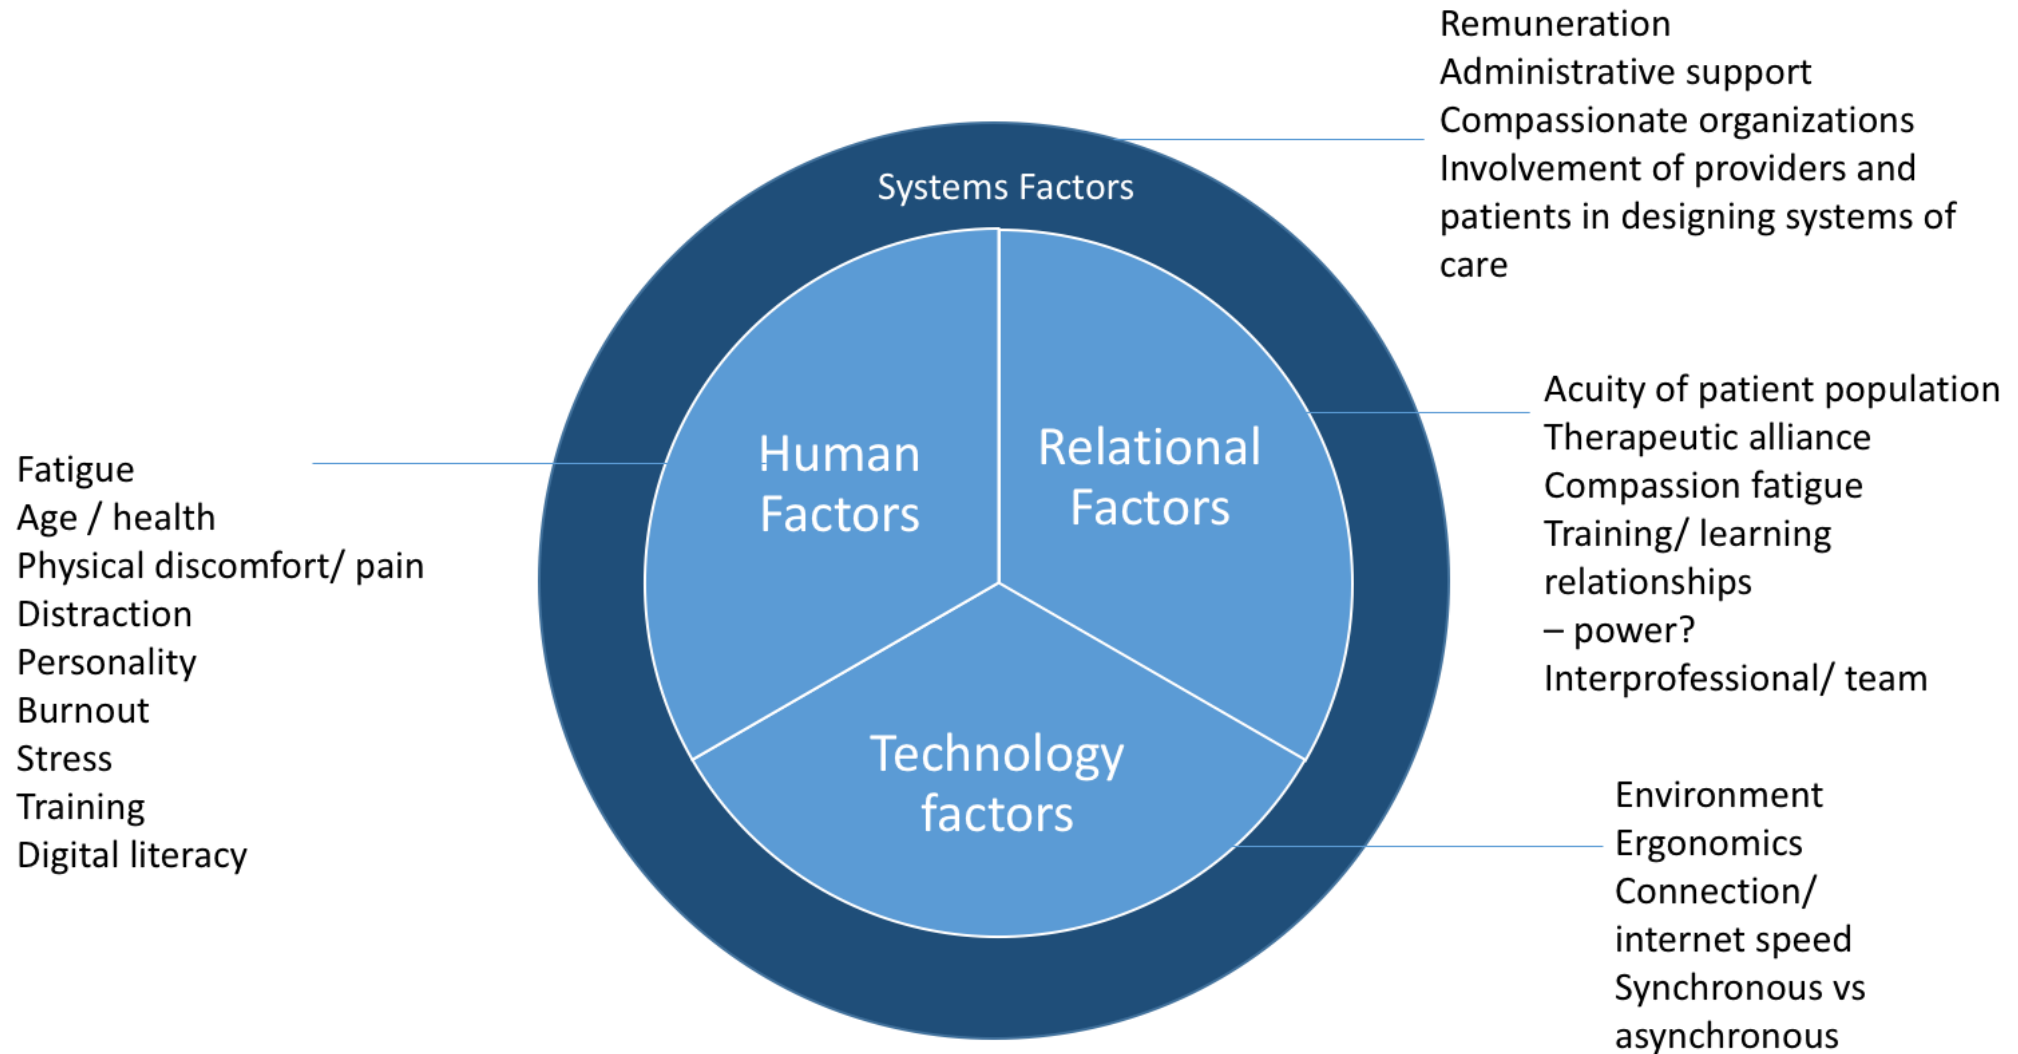 Remuneration
Administrative support
Compassionate organizations
Involvement of providers and
patients in designing systems of
care
Systems Factors
Human
Factors
Relational
Factors
Technology
factors
Fatigue
Age / health
Physical discomfort/ pain
Distraction
Personality
Burnout
Stress
Training
Digital literacy
Acuity of patient population
Therapeutic alliance
Compassion fatigue
Training/ learning
relationships
– power?
Interprofessional/ team
Environment
Ergonomics
Connection/
internet speed
Synchronous vs
asynchronous